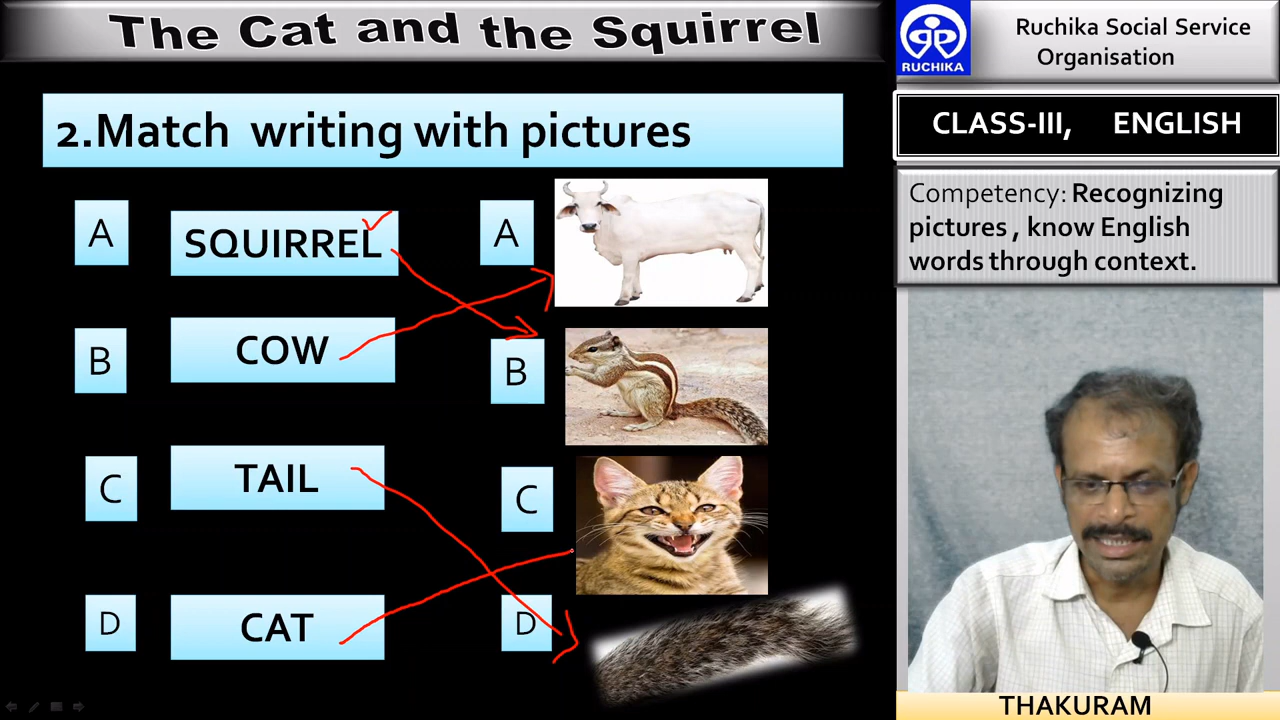 The Cat and the Squirrel
2.Match writing with pictures
A
SQUIRREL
A
B
COW
B
C
TAIL
C
D
CAT
D
RUCHIKA
Ruchika Social Service
Organisation
CLASS-III, ENGLISH
Competency: Recognizing
pictures , know English
words through context.
THAKURAM